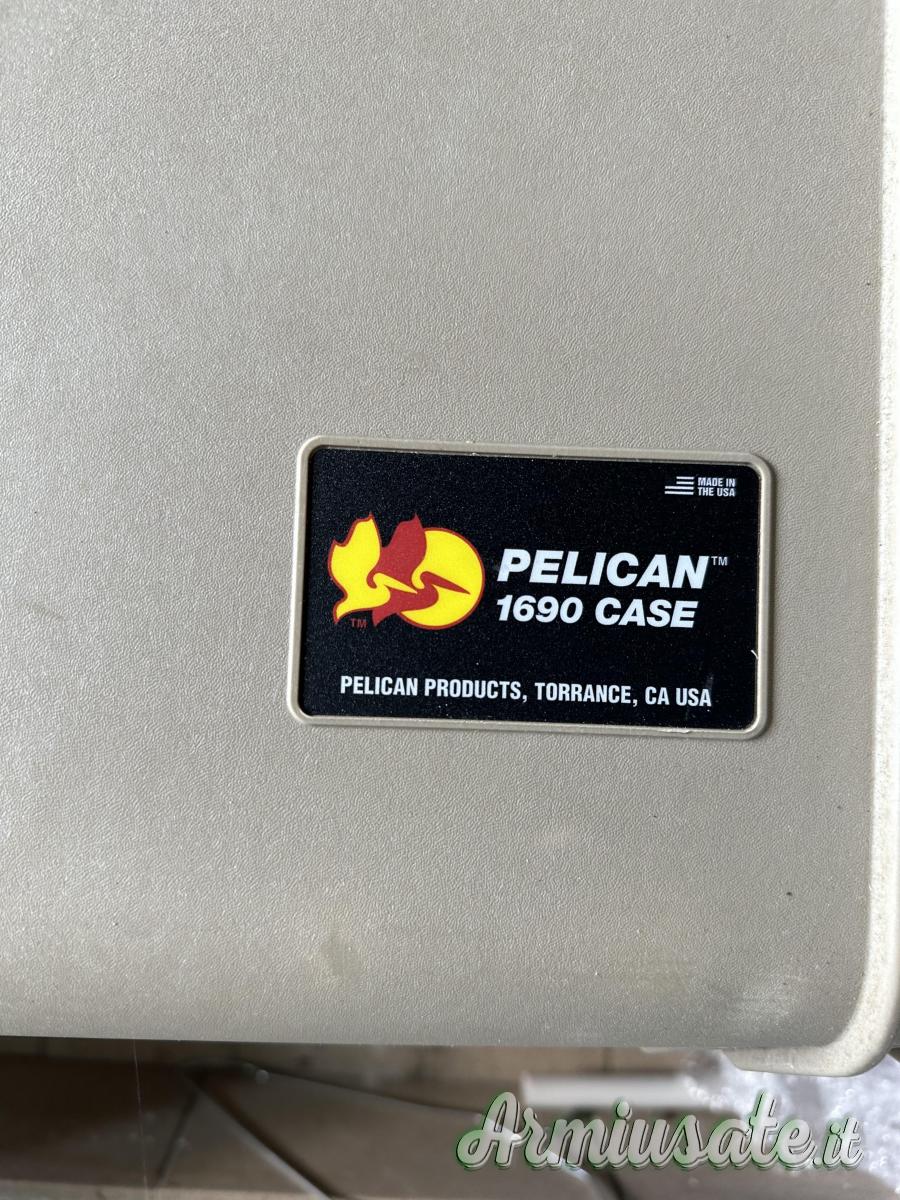 MADE IN
THE USA
PELICAN™
1690 CASE
TM
PELICAN PRODUCTS, TORRANCE, CA USA
Armiusate.it